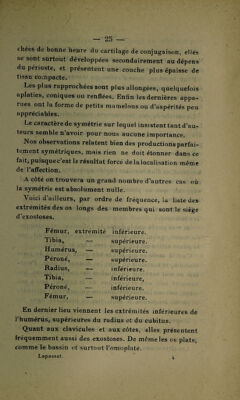 — 25 —
chées de bonne heure du cartilage de conjugaison, elles
se sont surtout développées secondairement au dépens
du périoste, et présentent une couche plus épaisse de
tissu compacte.
Les plus rapprochées sont plus allongées, quelquefois
aplaties, coniques ou renflées. Enfin les dernières appa-
rues ont la forme de petits mamelons ou d'aspérités peu
appréciables.
Le caractère de symétrie sur lequel insistent tant d'au-
teurs semble n'avoir pour nous aucune importance.
Nos observations relatent bien des productions parfai-
tement symétriques, mais rien ne doit étonner dans ce
fait, puisque c'est le résultat forcé de la localisation même
de l'affection.
A côté on trouvera un grand nombre d'autres cas où
la symétrie est absolument nulle.
Voici d'ailleurs, par ordre de fréquence, la liste des
extrémités des os longs des membres qui sont le siège
d'exostoses.
Fémur, extrémité inférieure.
Tibia, — supérieure.
Humérus, — supérieure.
Péroné, — supérieure.
Radius, — inférieure.
Tibia, — inférieure,
Péroné, — inférieure.
Fémur, — supérieure.
En dernier lieu viennent les extrémités inférieures de
l'humérus, supérieures du radius et du cubitus.
Quant aux clavicules et aux côtes, elles présentent
fréquemment aussi des exostoses. De même les os plats,
comme le bassin et surtout l'omoplate.
Lapasset. 4